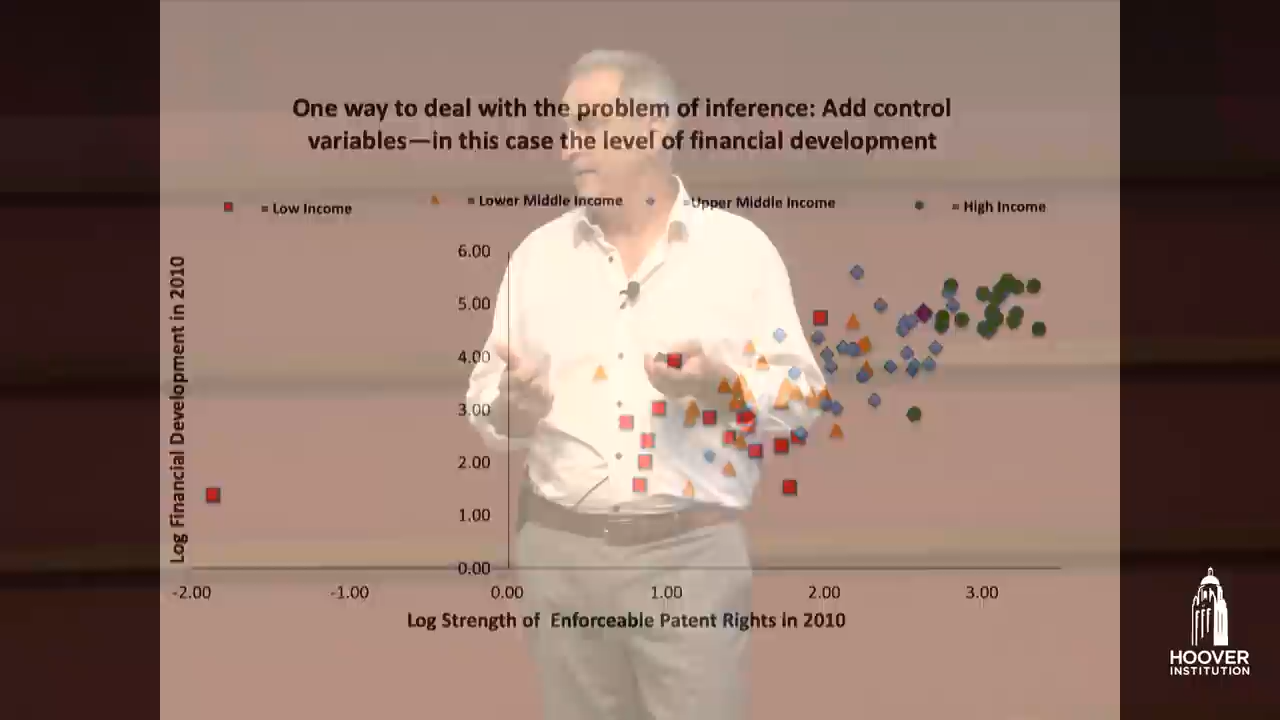 One way to deal with the problem of inference: Add control
variables—in this case the level of financial development
= Low Income
= Lower Middle Income
=Upper Middle Income
= High Income
Log Financial Development in 2010
6.00
5.00
4.00
3.00
2.00
1.00
0.00
-2.00 -1.00 0.00 1.00 2.00 3.00
Log Strength of Enforceable Patent Rights in 2010
HOOVER
INSTITUTION